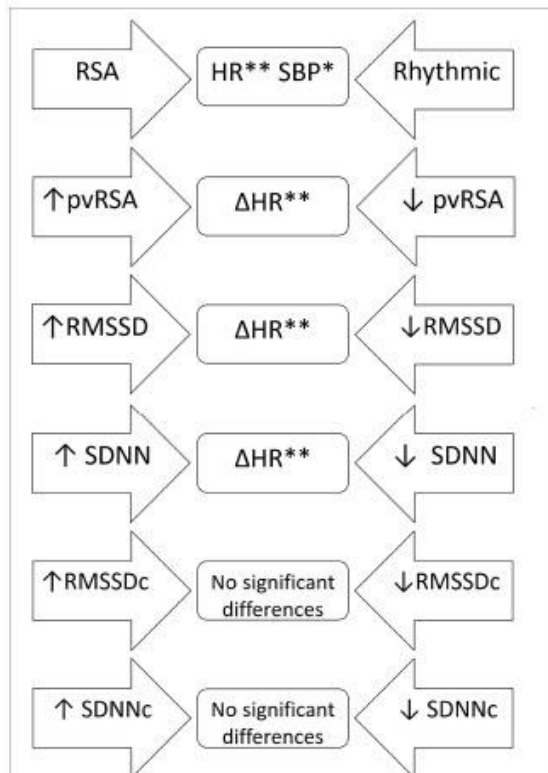 RSA HR** SBP* Rhythmic
↑pvRSA ΔHR** ↓ pvRSA
↑RMSSD ΔHR** ↓RMSSD
↑ SDNN ΔHR** ↓ SDNN
↑RMSSDc No significant differences ↓RMSSDc
↑ SDNNc No significant differences ↓ SDNNc